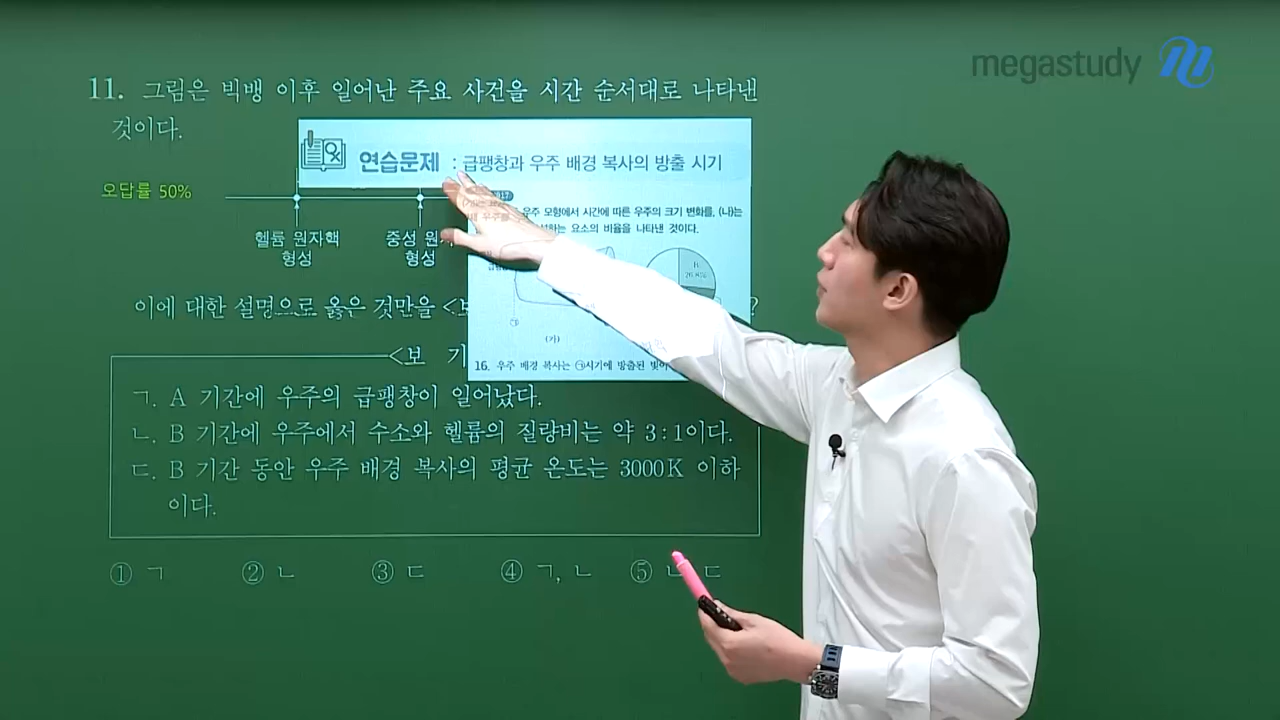 megastudy
11. 그림은 빅뱅 이후 일어난 주요 사건을 시간 순서대로 나타낸
것이다.
연습문제 : 급팽창과 우주 배경 복사의 방출 시기
오답률 50%
우주 모형에서 시간에 따른 우주의 크기 변화를, (나)는
요소의 비율을 나타낸 것이다.
헬륨 원자핵
형성
중성
형성
26.8%
㉠
(가)
이에 대한 설명으로 옳은 것만을 <보
?
16. 우주 배경 복사는 ㉠시기에 방출된
<보 기
ㄱ. A 기간에 우주의 급팽창이 일어났다.
ㄴ. B 기간에 우주에서 수소와 헬륨의 질량비는 약 3:1이다.
ㄷ. B 기간 동안 우주 배경 복사의 평균 온도는 3000K 이하
이다.
① ㄱ ② ㄴ ③ ㄷ ④ ㄱ, ㄴ ⑤ ㄴ ㄷ